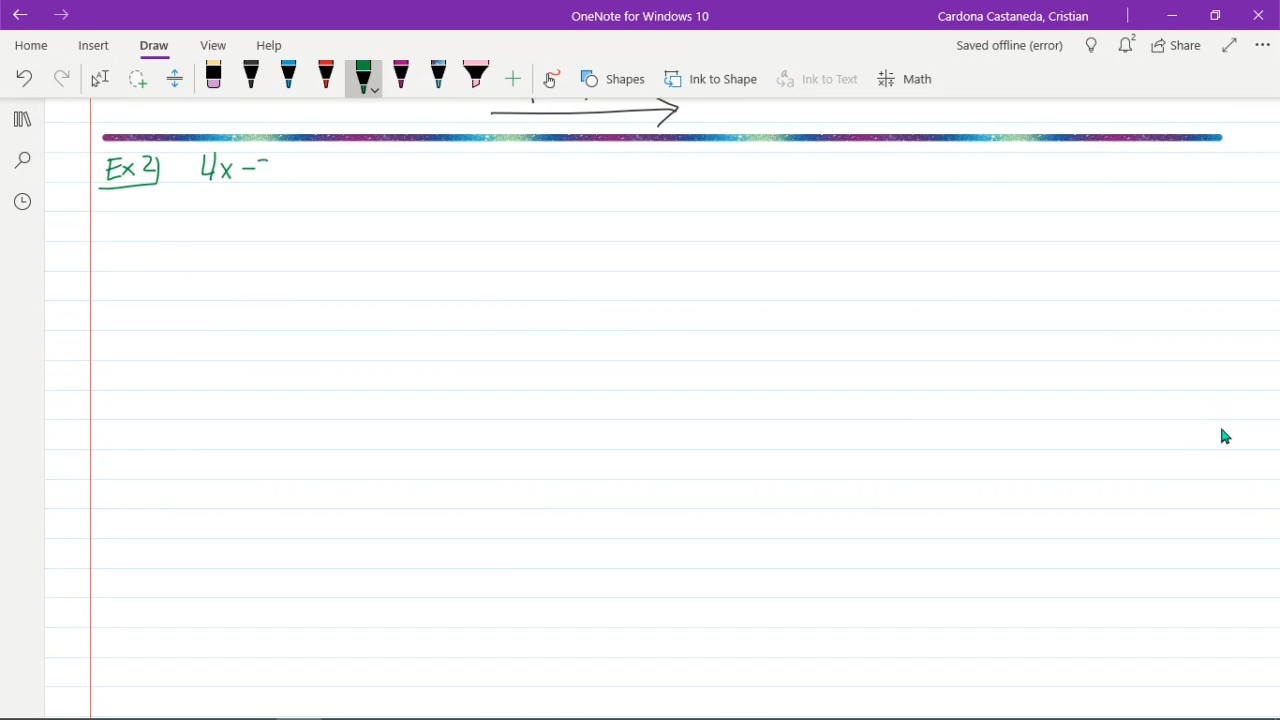 OneNote for Windows 10
Cardona Castaneda, Cristian
Home Insert Draw View Help
Saved offline (error)
2
Share
Shapes
Ink to Shape
Ink to Text
Math
Ex 2) 4x -